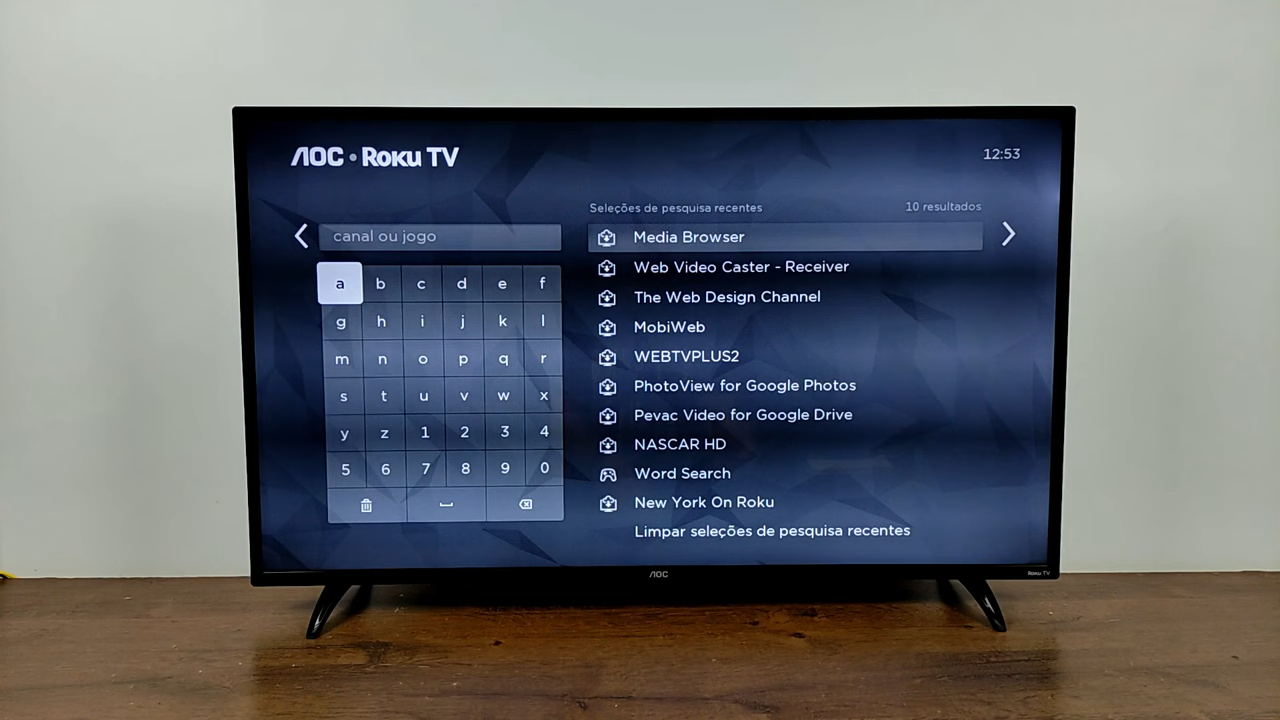 AOC • Roku TV
12:53
Seleções de pesquisa recentes 10 resultados
canal ou jogo
a b c d e f
g h i j k l
m n o p q r
s t u v w x
y z 1 2 3 4
5 6 7 8 9 0
Media Browser
Web Video Caster - Receiver
The Web Design Channel
MobiWeb
WEBTVPLUS2
PhotoView for Google Photos
Pevac Video for Google Drive
NASCAR HD
Word Search
New York On Roku
Limpar seleções de pesquisa recentes
AOC
Roku TV